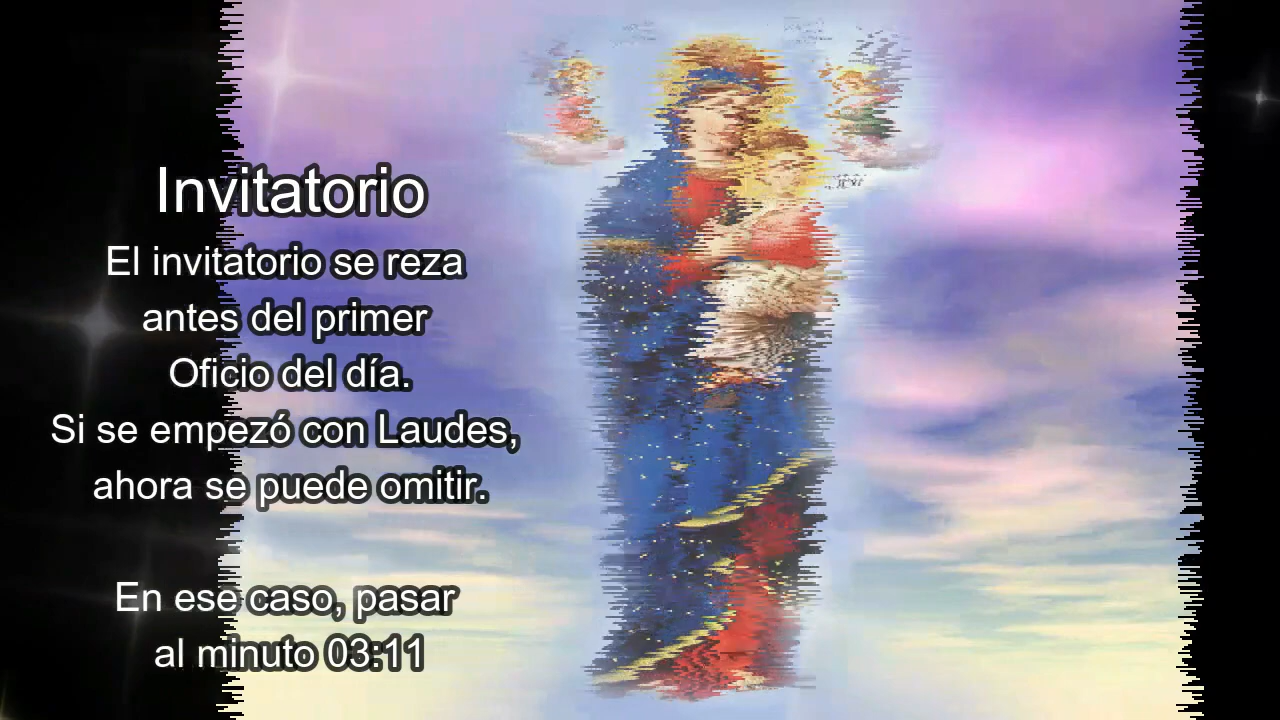 Invitatorio
El invitatorio se reza
antes del primer
Oficio del día.
Si se empezó con Laudes,
ahora se puede omitir.
En ese caso, pasar
al minuto 03:11